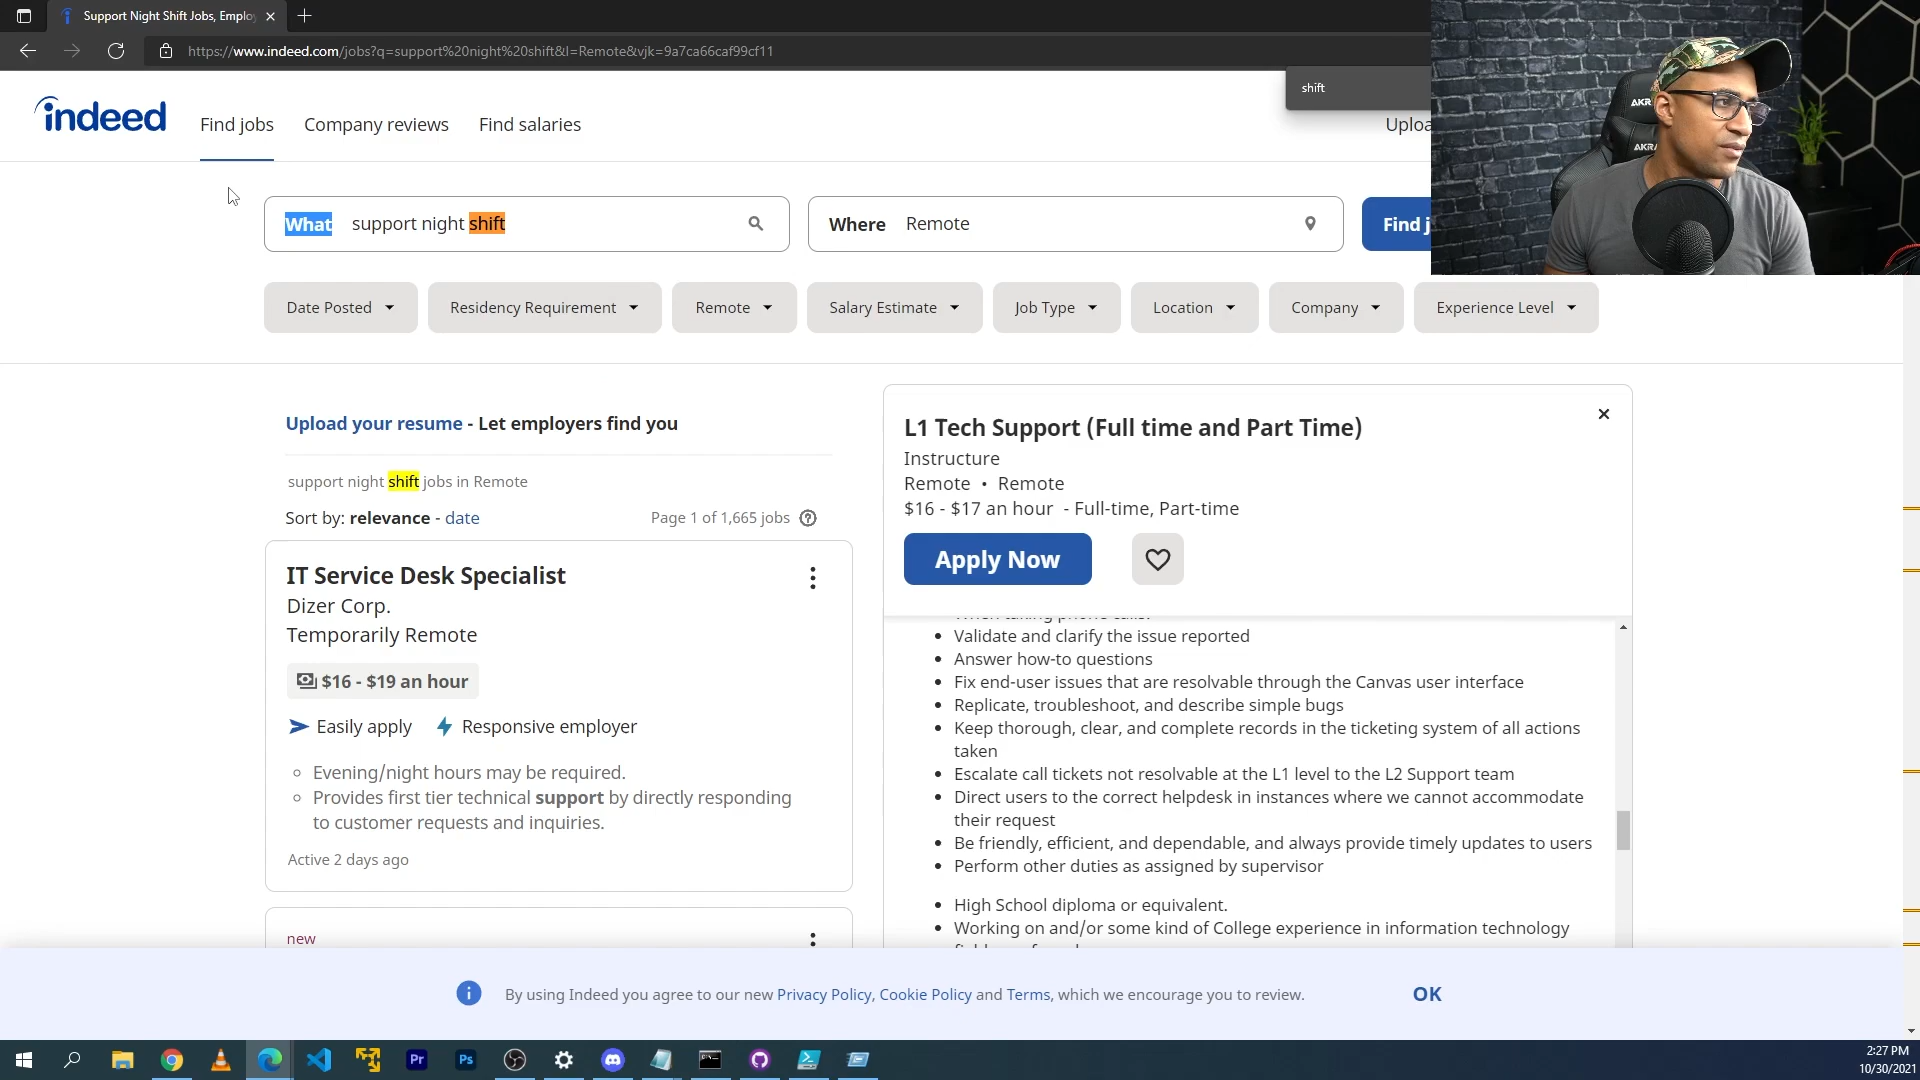 Support Night Shift Jobs, Emplo
https://www.indeed.com/jobs?q=support%20night%20shift&l=Remote&vjk=9a7ca66caf99cf11
shift
indeed
Find jobs
Company reviews
Find salaries
Uploa
AKR
AKRA
What support night shift
Where Remote
Find j
Date Posted
Residency Requirement
Remote
Salary Estimate
Job Type
Location
Company
Experience Level
Upload your resume - Let employers find you
support night shift jobs in Remote
Sort by: relevance - date
Page 1 of 1,665 jobs
IT Service Desk Specialist
Dizer Corp.
Temporarily Remote
$16 - $19 an hour
Easily apply
Responsive employer
Evening/night hours may be required.
Provides first tier technical support by directly responding
to customer requests and inquiries.
Active 2 days ago
new
L1 Tech Support (Full time and Part Time)
Instructure
Remote • Remote
$16 - $17 an hour - Full-time, Part-time
Apply Now
When taking phone calls:
• Validate and clarify the issue reported
• Answer how-to questions
• Fix end-user issues that are resolvable through the Canvas user interface
• Replicate, troubleshoot, and describe simple bugs
• Keep thorough, clear, and complete records in the ticketing system of all actions
taken
• Escalate call tickets not resolvable at the L1 level to the L2 Support team
• Direct users to the correct helpdesk in instances where we cannot accommodate
their request
• Be friendly, efficient, and dependable, and always provide timely updates to users
• Perform other duties as assigned by supervisor
• High School diploma or equivalent.
• Working on and/or some kind of College experience in information technology
By using Indeed you agree to our new Privacy Policy, Cookie Policy and Terms, which we encourage you to review.
OK
Pr
Ps
2:27 PM
10/30/2021